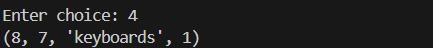 Enter choice: 4
(8, 7, 'keyboards', 1)